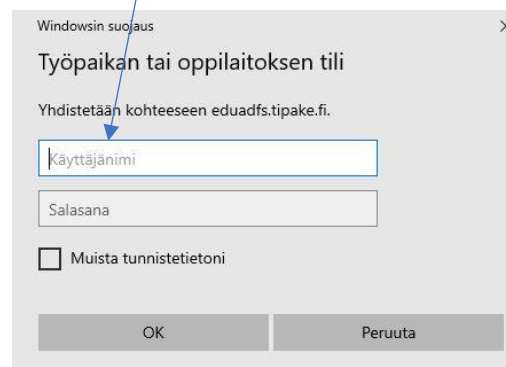 Windowsin suojaus
Työpaikan tai oppilaitoksen tili
Yhdistetään kohteeseen eduadfs.tipake.fi.
Käyttäjänimi
Salasana
Muista tunnistetietoni
OK Peruuta